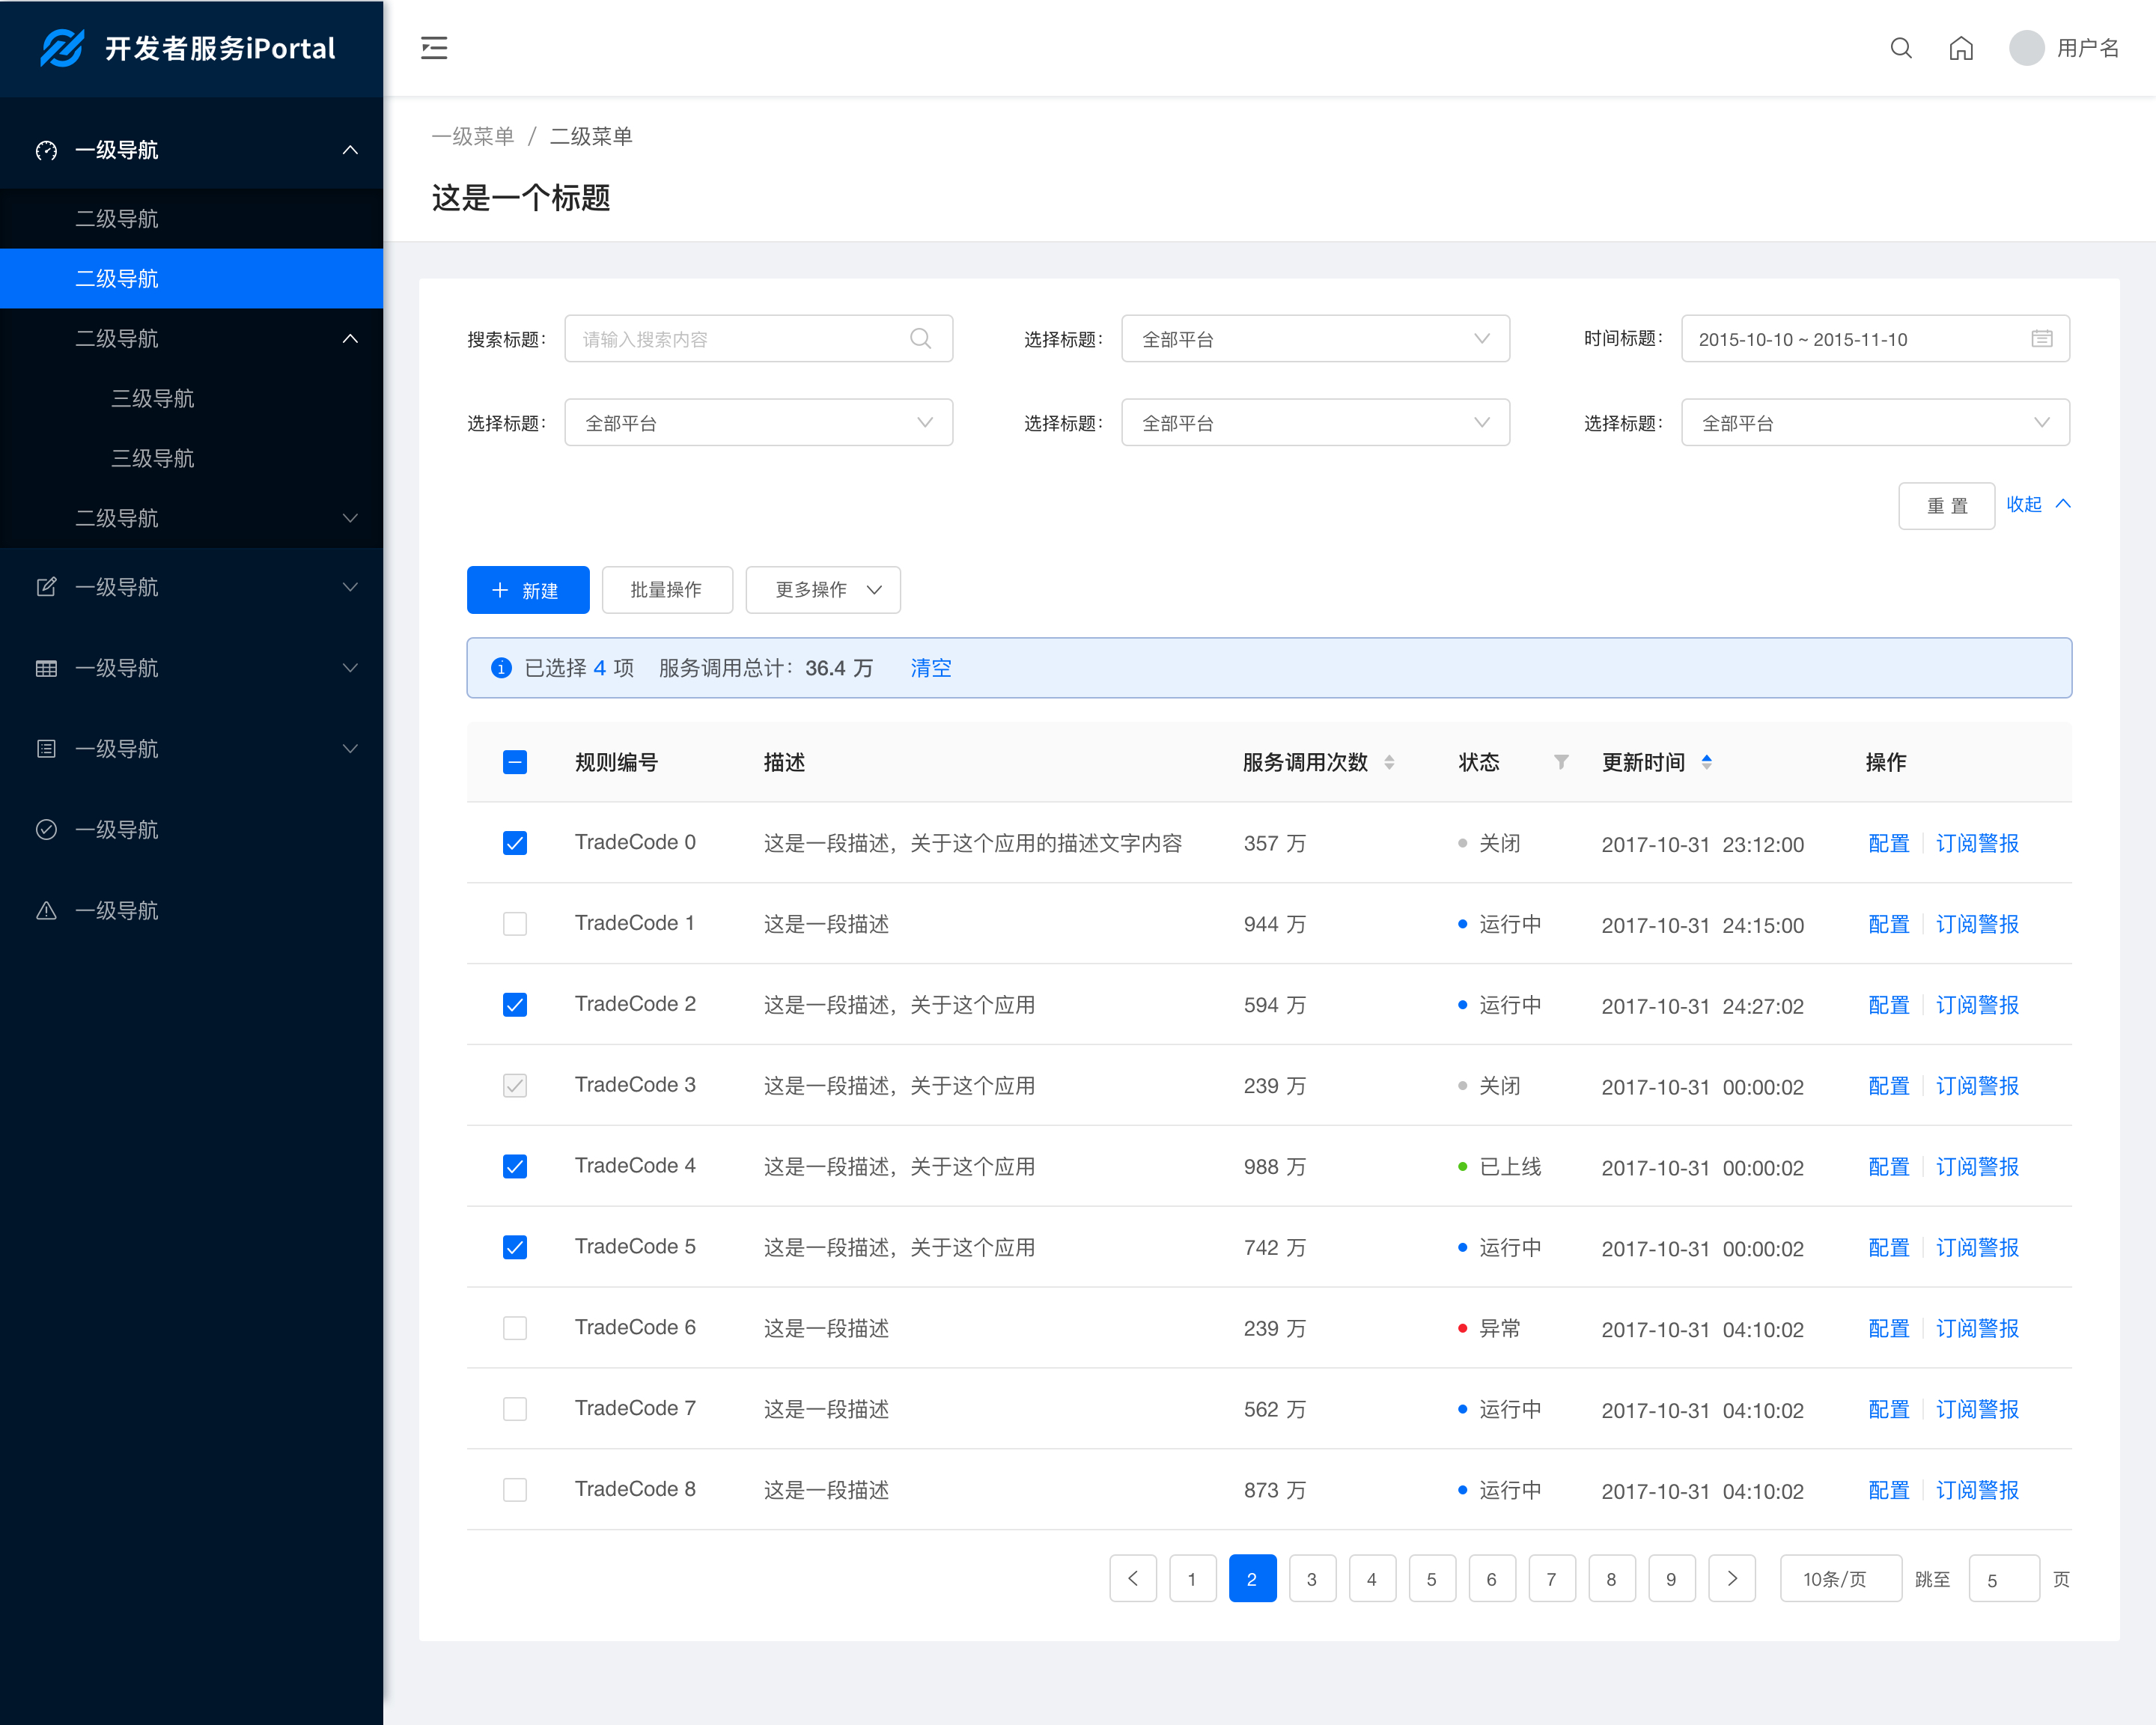 开发者服务iPortal
用户名
一级导航
二级导航
二级导航
二级导航
三级导航
三级导航
二级导航
一级导航
一级导航
一级导航
一级导航
一级导航
一级菜单 / 二级菜单
这是一个标题
搜索标题： 请输入搜索内容 选择标题： 全部平台 时间标题： 2015-10-10 ~ 2015-11-10
选择标题： 全部平台 选择标题： 全部平台 选择标题： 全部平台
重 置 收起
新建 批量操作 更多操作
已选择 4 项 服务调用总计：36.4 万 清空
规则编号 描述 服务调用次数 状态 更新时间 操作
TradeCode 0 这是一段描述，关于这个应用的描述文字内容 357 万 关闭 2017-10-31 23:12:00 配置 订阅警报
TradeCode 1 这是一段描述 944 万 运行中 2017-10-31 24:15:00 配置 订阅警报
TradeCode 2 这是一段描述，关于这个应用 594 万 运行中 2017-10-31 24:27:02 配置 订阅警报
TradeCode 3 这是一段描述，关于这个应用 239 万 关闭 2017-10-31 00:00:02 配置 订阅警报
TradeCode 4 这是一段描述，关于这个应用 988 万 已上线 2017-10-31 00:00:02 配置 订阅警报
TradeCode 5 这是一段描述，关于这个应用 742 万 运行中 2017-10-31 00:00:02 配置 订阅警报
TradeCode 6 这是一段描述 239 万 异常 2017-10-31 04:10:02 配置 订阅警报
TradeCode 7 这是一段描述 562 万 运行中 2017-10-31 04:10:02 配置 订阅警报
TradeCode 8 这是一段描述 873 万 运行中 2017-10-31 04:10:02 配置 订阅警报
1 2 3 4 5 6 7 8 9 10条/页 跳至 5 页